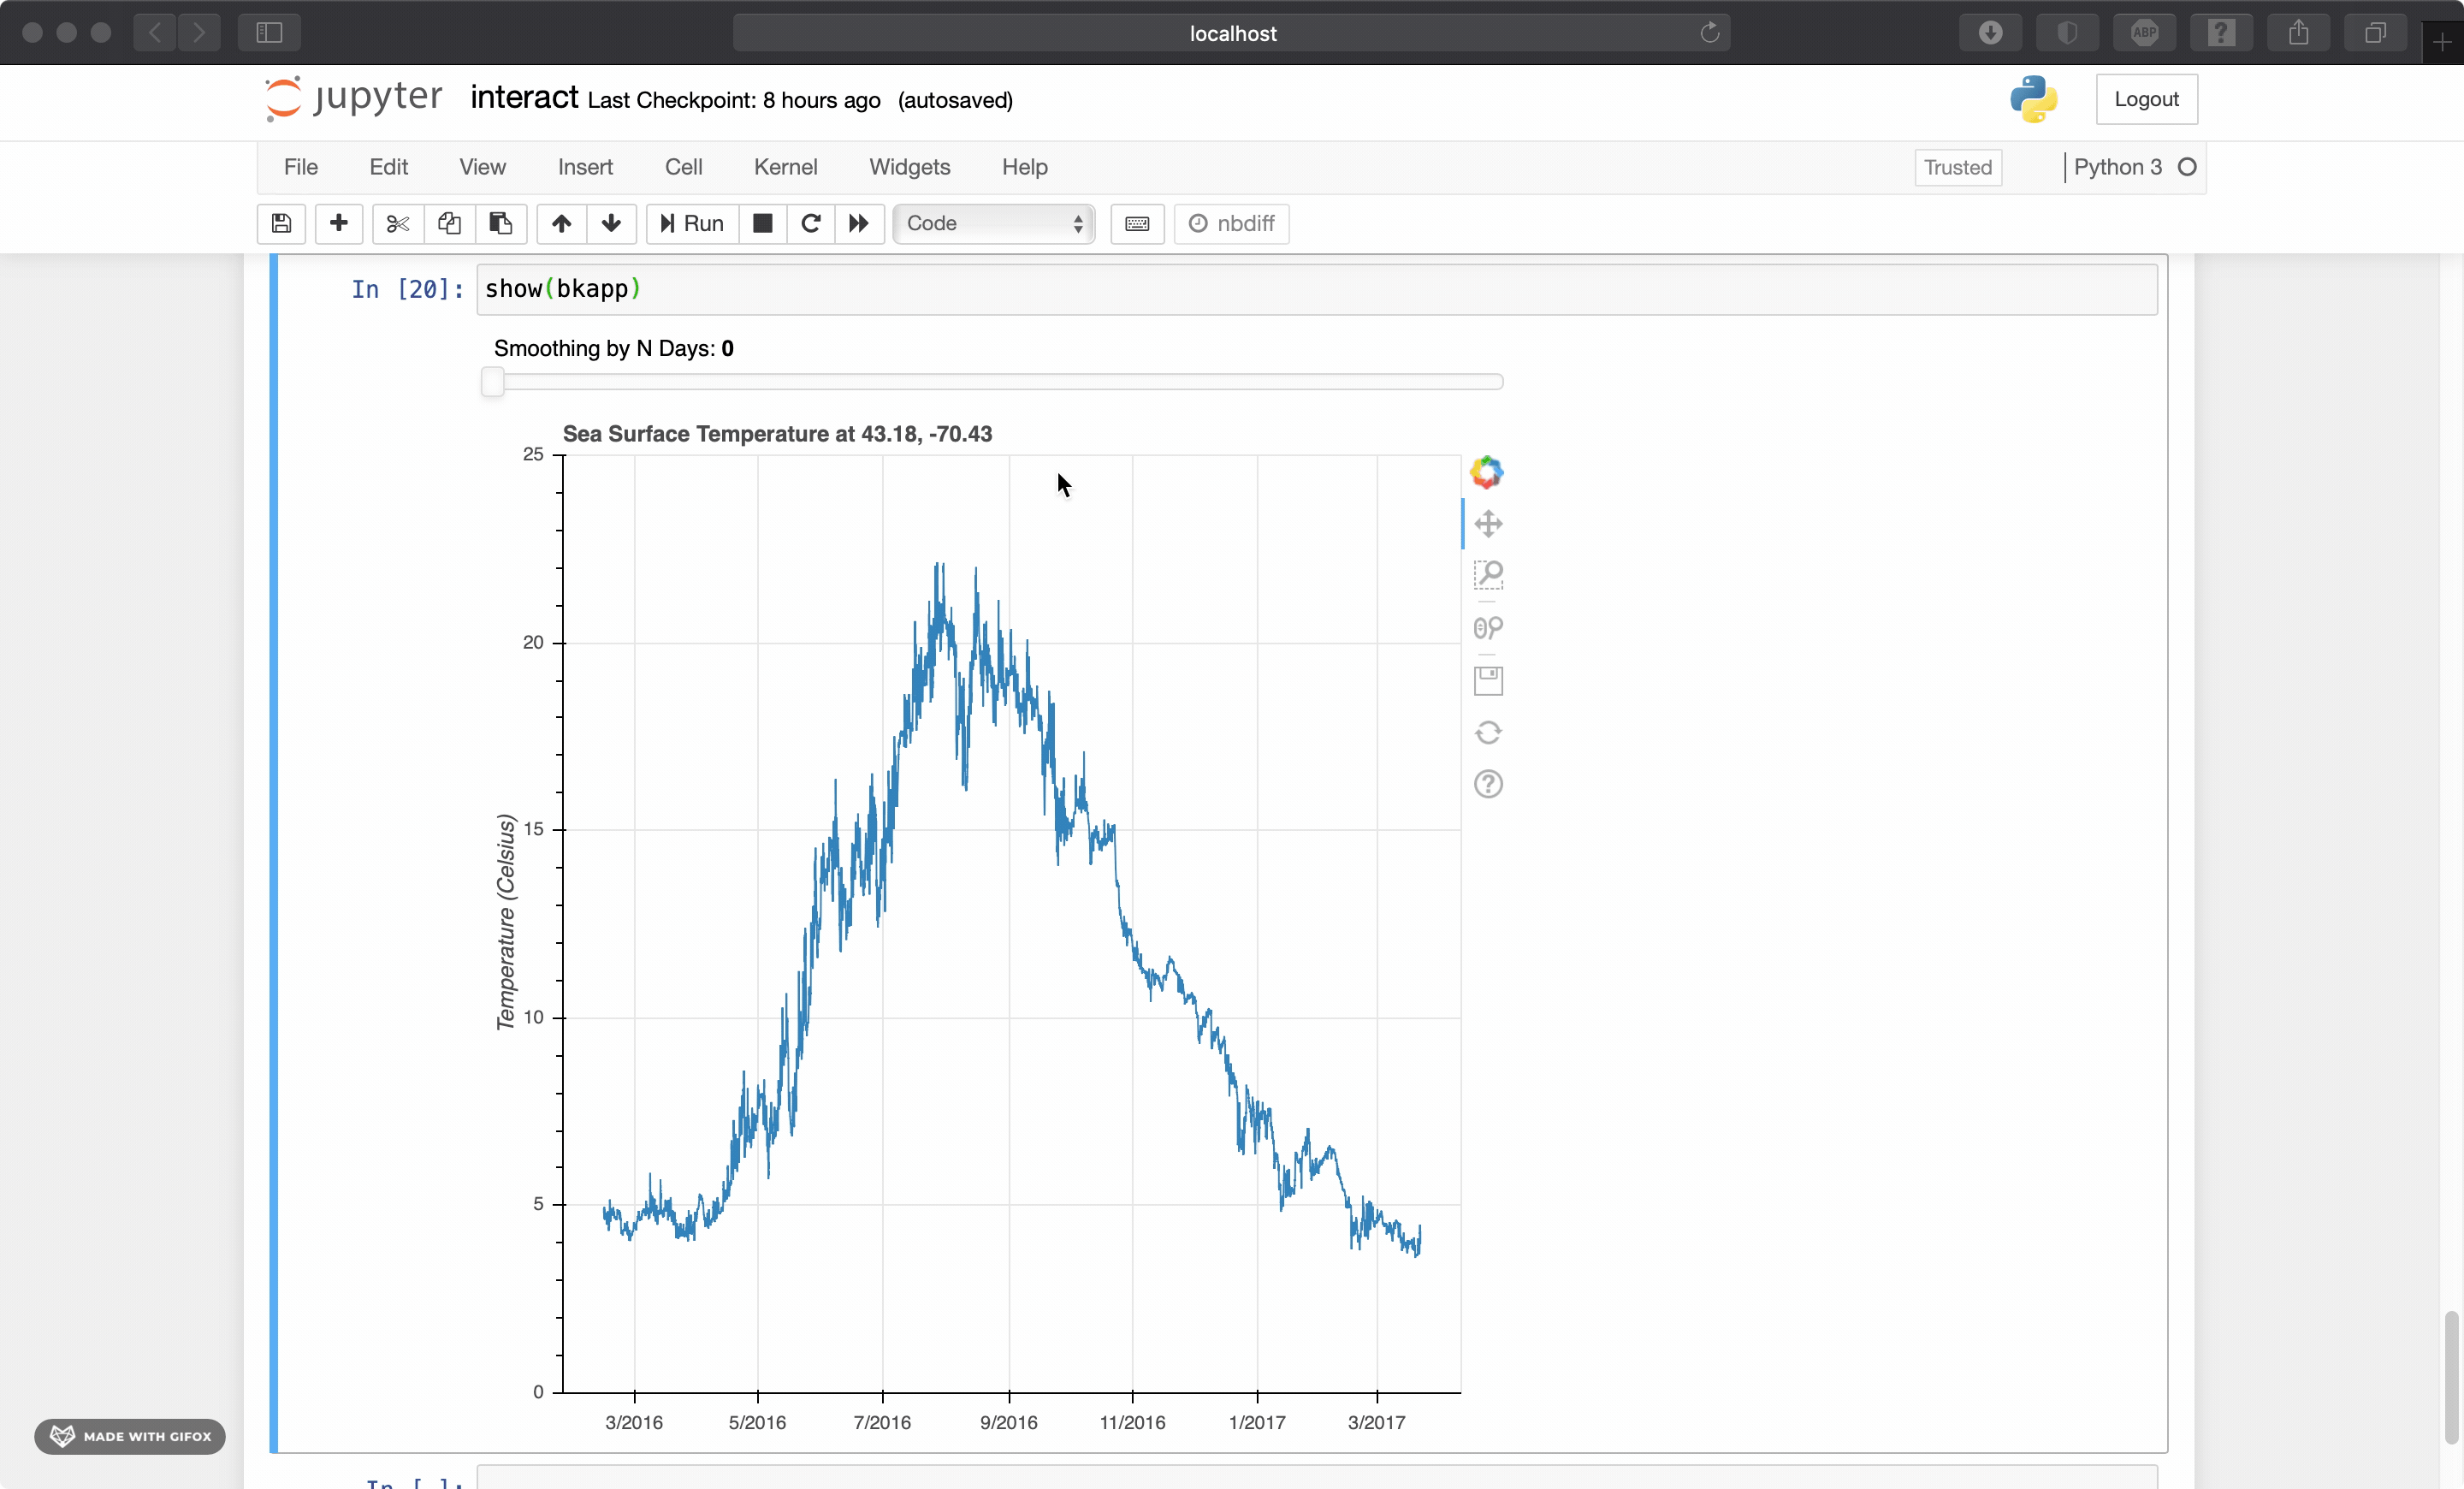 localhost
ABP
jupyter interact Last Checkpoint: 8 hours ago (autosaved)
Logout
File Edit View Insert Cell Kernel Widgets Help Trusted Python 3
Run Code nbdiff
In [20]: show(bkapp)
Smoothing by N Days: 0
Sea Surface Temperature at 43.18, -70.43
25
20
15
10
5
0
Temperature (Celsius)
3/2016 5/2016 7/2016 9/2016 11/2016 1/2017 3/2017
MADE WITH GIFOX
In [ ]: